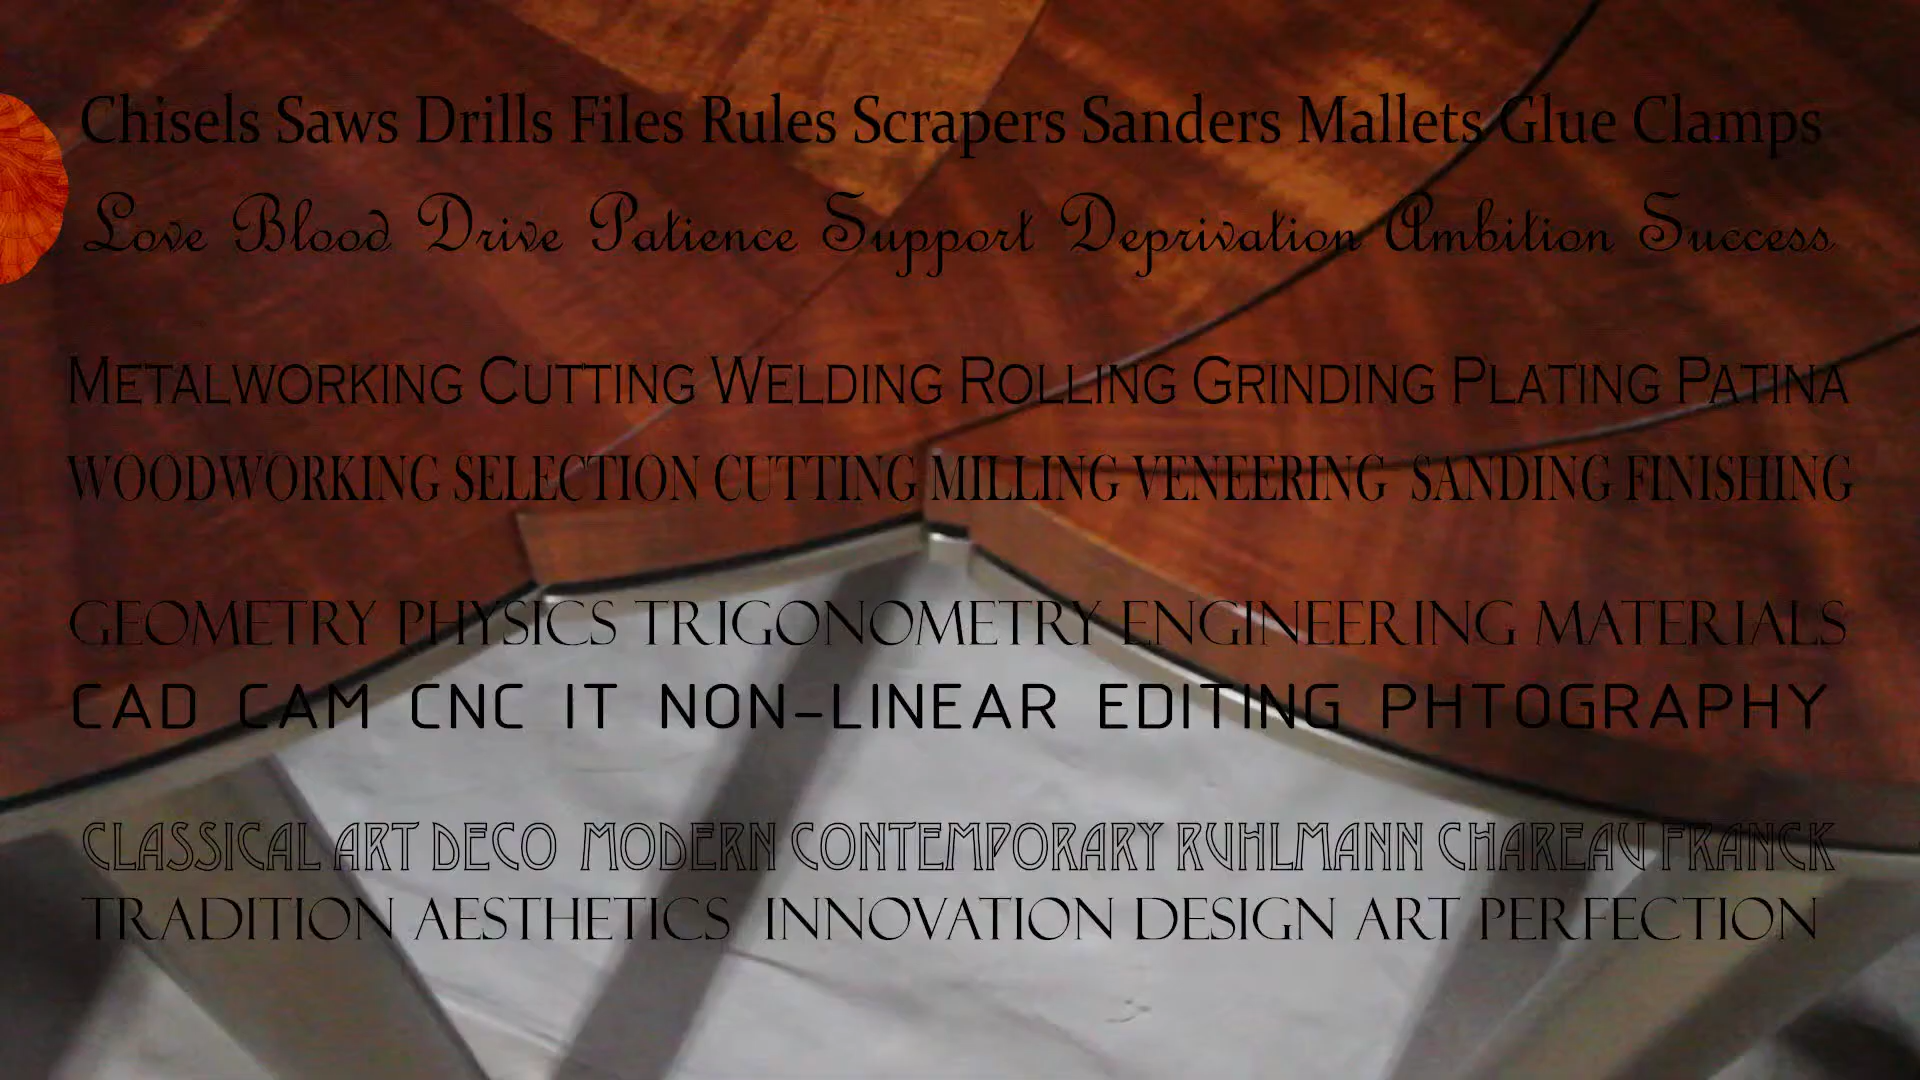 Chisels Saws Drills Files Rules Scrapers Sanders Mallets Glue Clamps
Love Blood Drive Patience Support Deprivation Ambition Success
METALWORKING CUTTING WELDING ROLLING GRINDING PLATING PATINA
WOODWORKING SELECTION CUTTING MILLING VENEERING SANDING FINISHING
GEOMETRY PHYSICS TRIGONOMETRY ENGINEERING MATERIALS
CAD CAM CNC IT NON-LINEAR EDITING PHTOGRAPHY
CLASSICAL ART DECO MODERN CONTEMPORARY RUHLMANN CHAREAU FRANCK
TRADITION AESTHETICS INNOVATION DESIGN ART PERFECTION